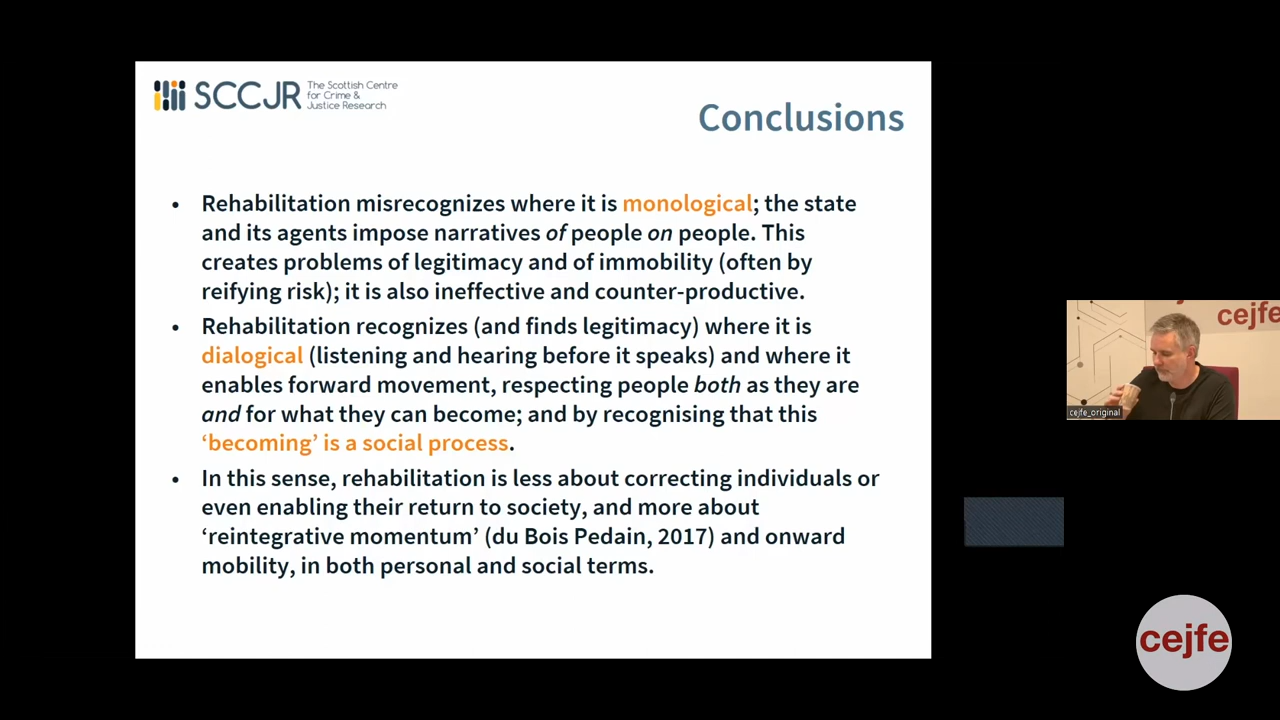 SCCJR
The Scottish Centre
for Crime &
Justice Research
Conclusions
• Rehabilitation misrecognizes where it is monological; the state
and its agents impose narratives of people on people. This
creates problems of legitimacy and of immobility (often by
reifying risk); it is also ineffective and counter-productive.
• Rehabilitation recognizes (and finds legitimacy) where it is
dialogical (listening and hearing before it speaks) and where it
enables forward movement, respecting people both as they are
and for what they can become; and by recognising that this
‘becoming’ is a social process.
• In this sense, rehabilitation is less about correcting individuals or
even enabling their return to society, and more about
‘reintegrative momentum’ (du Bois Pedain, 2017) and onward
mobility, in both personal and social terms.
cejfe
cejfe_original
cejfe